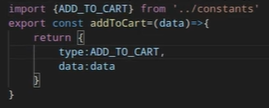 import {ADD_TO_CART} from '../constants'
export const addToCart=(data)=>{
    return {
        type:ADD_TO_CART,
        data:data
    }
}